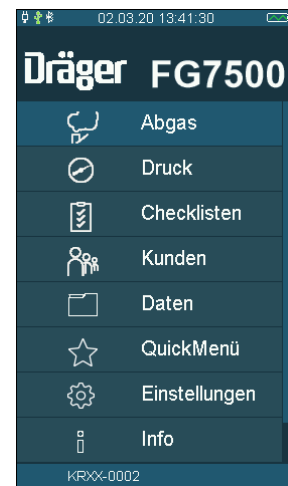 02.03.20 13:41:30
Dräger FG7500
Abgas
Druck
Checklisten
Kunden
Daten
QuickMenü
Einstellungen
Info
KRXX-0002